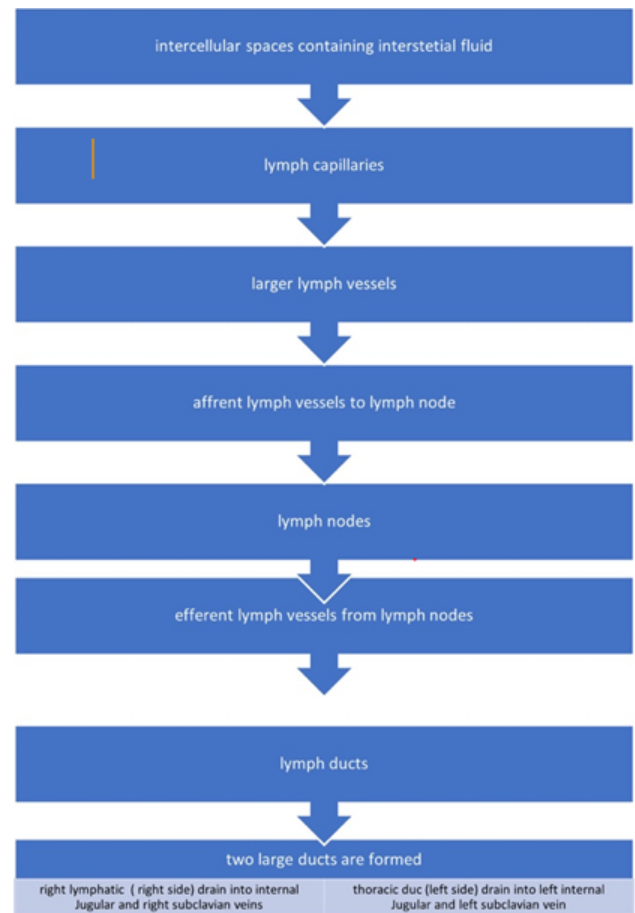 intercellular spaces containing interstetial fluid
lymph capillaries
larger lymph vessels
affrent lymph vessels to lymph node
lymph nodes
efferent lymph vessels from lymph nodes
lymph ducts
two large ducts are formed
right lymphatic ( right side) drain into internal
Jugular and right subclavian veins
thoracic duc (left side) drain into left internal
Jugular and left subclavian vein